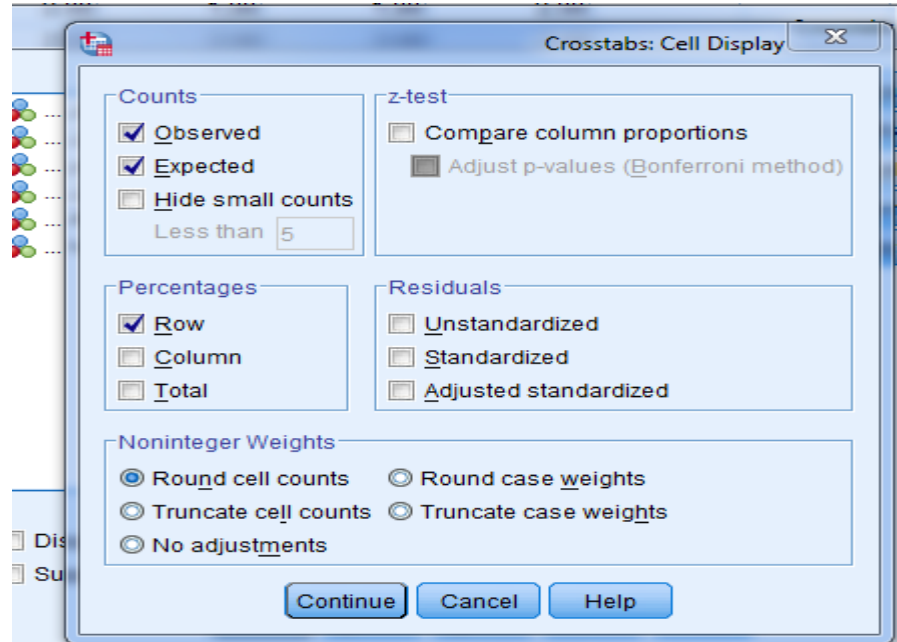 Crosstabs: Cell Display
Counts
Observed
Expected
Hide small counts
Less than 5
z-test
Compare column proportions
Adjust p-values (Bonferroni method)
Percentages
Row
Column
Total
Residuals
Unstandardized
Standardized
Adjusted standardized
Noninteger Weights
Round cell counts
Round case weights
Truncate cell counts
Truncate case weights
No adjustments
Continue
Cancel
Help
Dis
Su